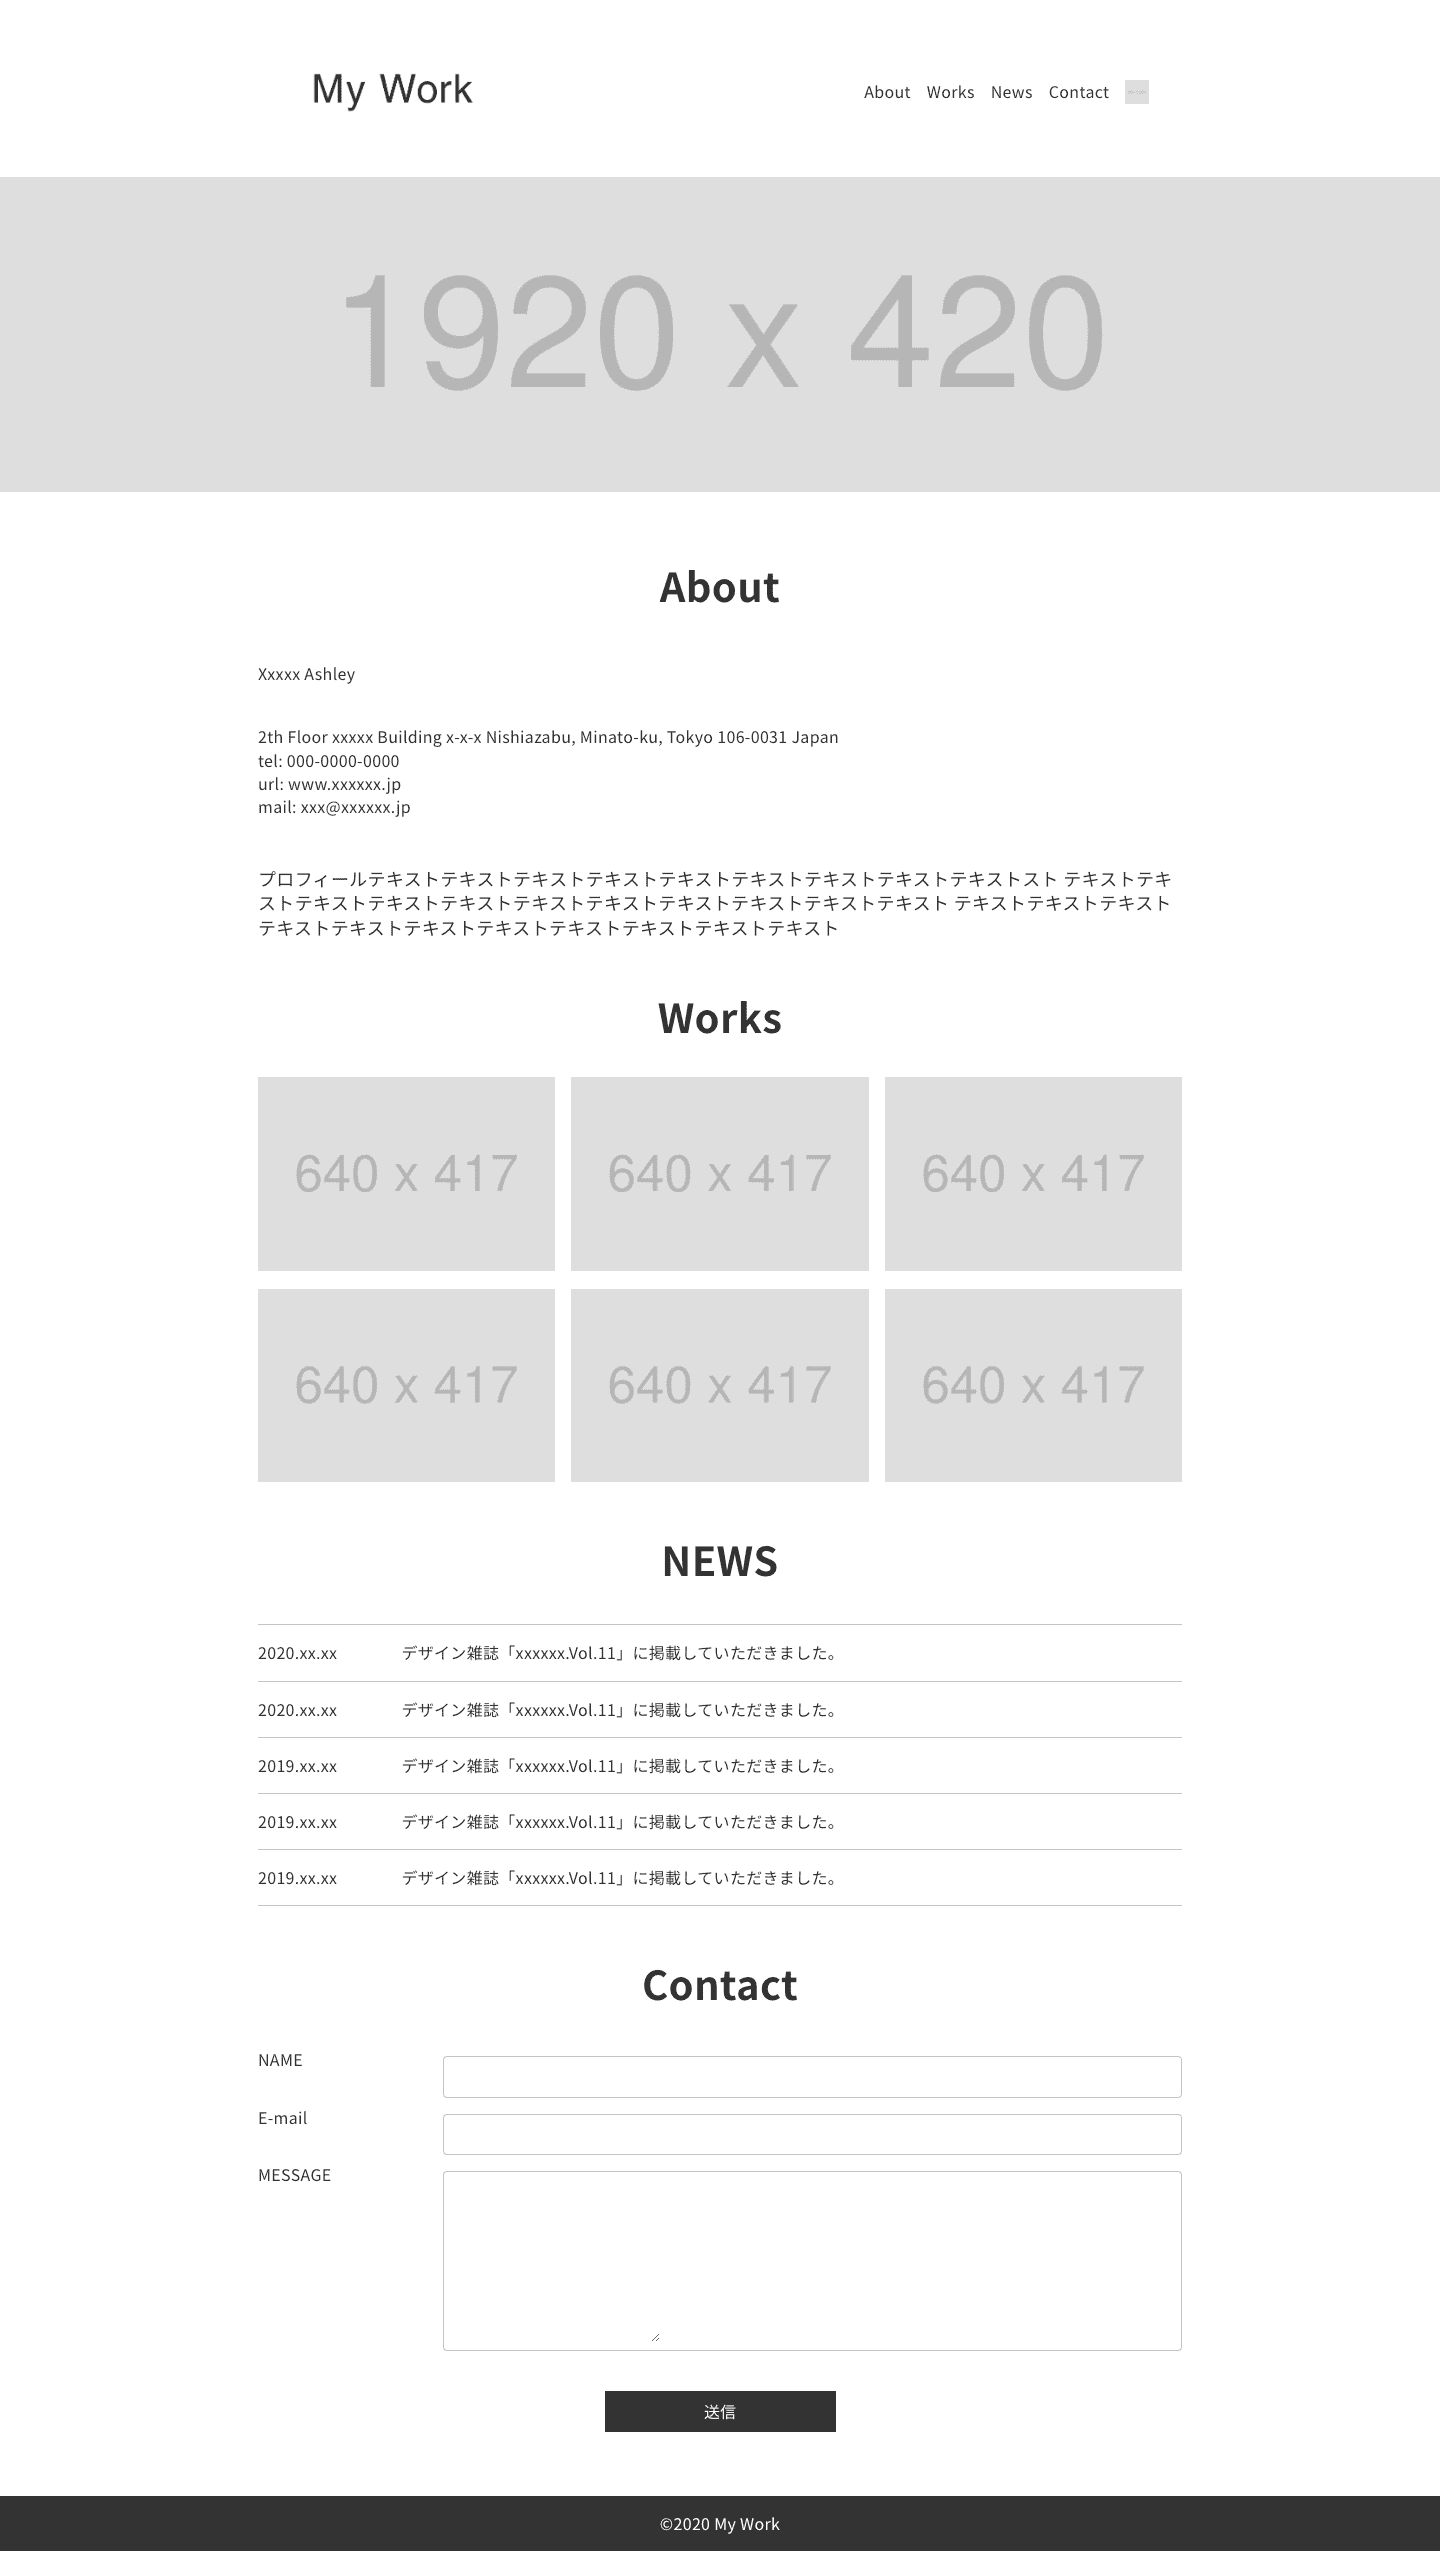 My Work
About Works News Contact
1920 x 420
About
Xxxxx Ashley
2th Floor xxxxx Building x-x-x Nishiazabu, Minato-ku, Tokyo 106-0031 Japan
tel: 000-0000-0000
url: www.xxxxxx.jp
mail: xxx@xxxxxx.jp
プロフィールテキストテキストテキストテキストテキストテキストテキストテキストテキストスト テキストテキ
ストテキストテキストテキストテキストテキストテキストテキストテキストテキスト テキストテキストテキスト
テキストテキストテキストテキストテキストテキストテキストテキスト
Works
640 x 417 640 x 417 640 x 417
640 x 417 640 x 417 640 x 417
NEWS
2020.xx.xx デザイン雑誌「xxxxxx.Vol.11」に掲載していただきました。
2020.xx.xx デザイン雑誌「xxxxxx.Vol.11」に掲載していただきました。
2019.xx.xx デザイン雑誌「xxxxxx.Vol.11」に掲載していただきました。
2019.xx.xx デザイン雑誌「xxxxxx.Vol.11」に掲載していただきました。
2019.xx.xx デザイン雑誌「xxxxxx.Vol.11」に掲載していただきました。
Contact
NAME
E-mail
MESSAGE
送信
©2020 My Work